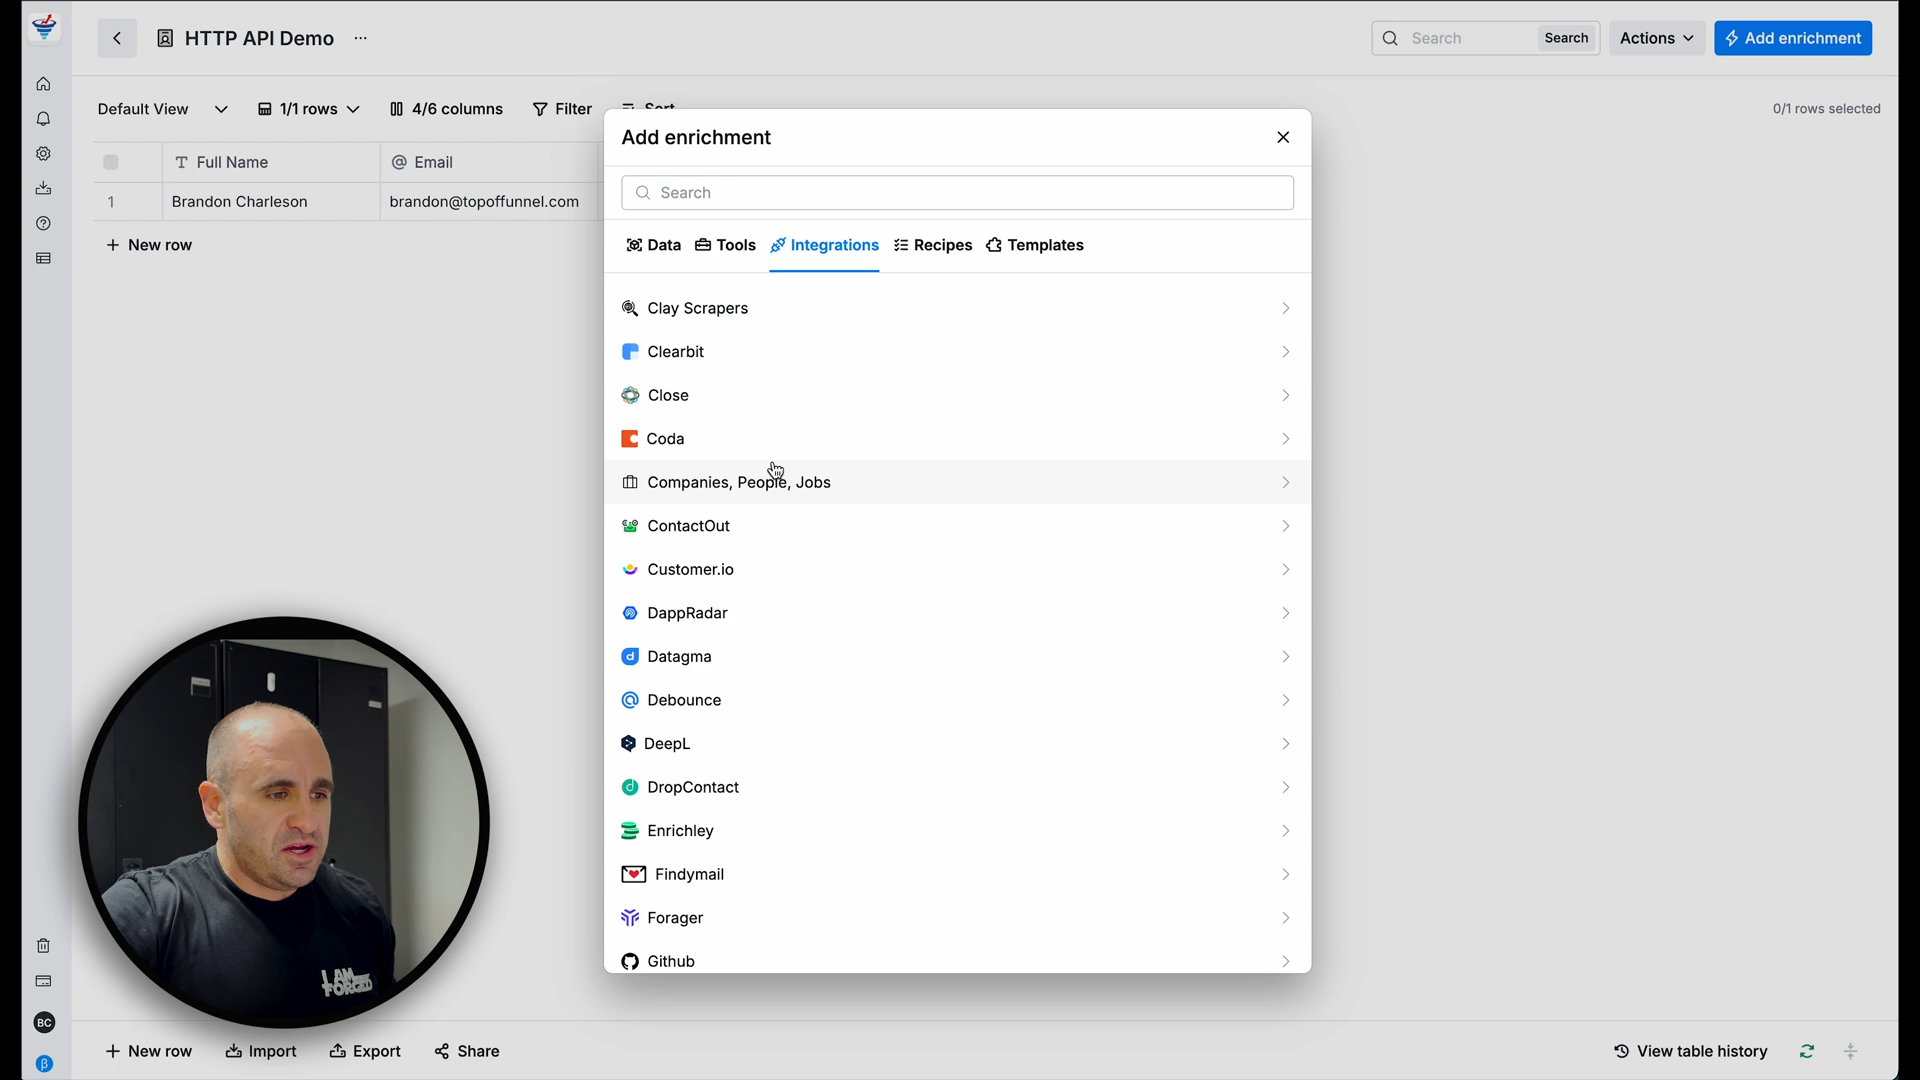 HTTP API Demo
Search
Search
Actions
Add enrichment
Default View
1/1 rows
4/6 columns
Filter
Sort
0/1 rows selected
Full Name
Email
1
Brandon Charleson
brandon@topoffunnel.com
New row
Add enrichment
Search
Data
Tools
Integrations
Recipes
Templates
Clay Scrapers
Clearbit
Close
Coda
Companies, People, Jobs
ContactOut
Customer.io
DappRadar
Datagma
Debounce
DeepL
DropContact
Enrichley
Findymail
Forager
Github
I AM
FORGED
BC
β
New row
Import
Export
Share
View table history